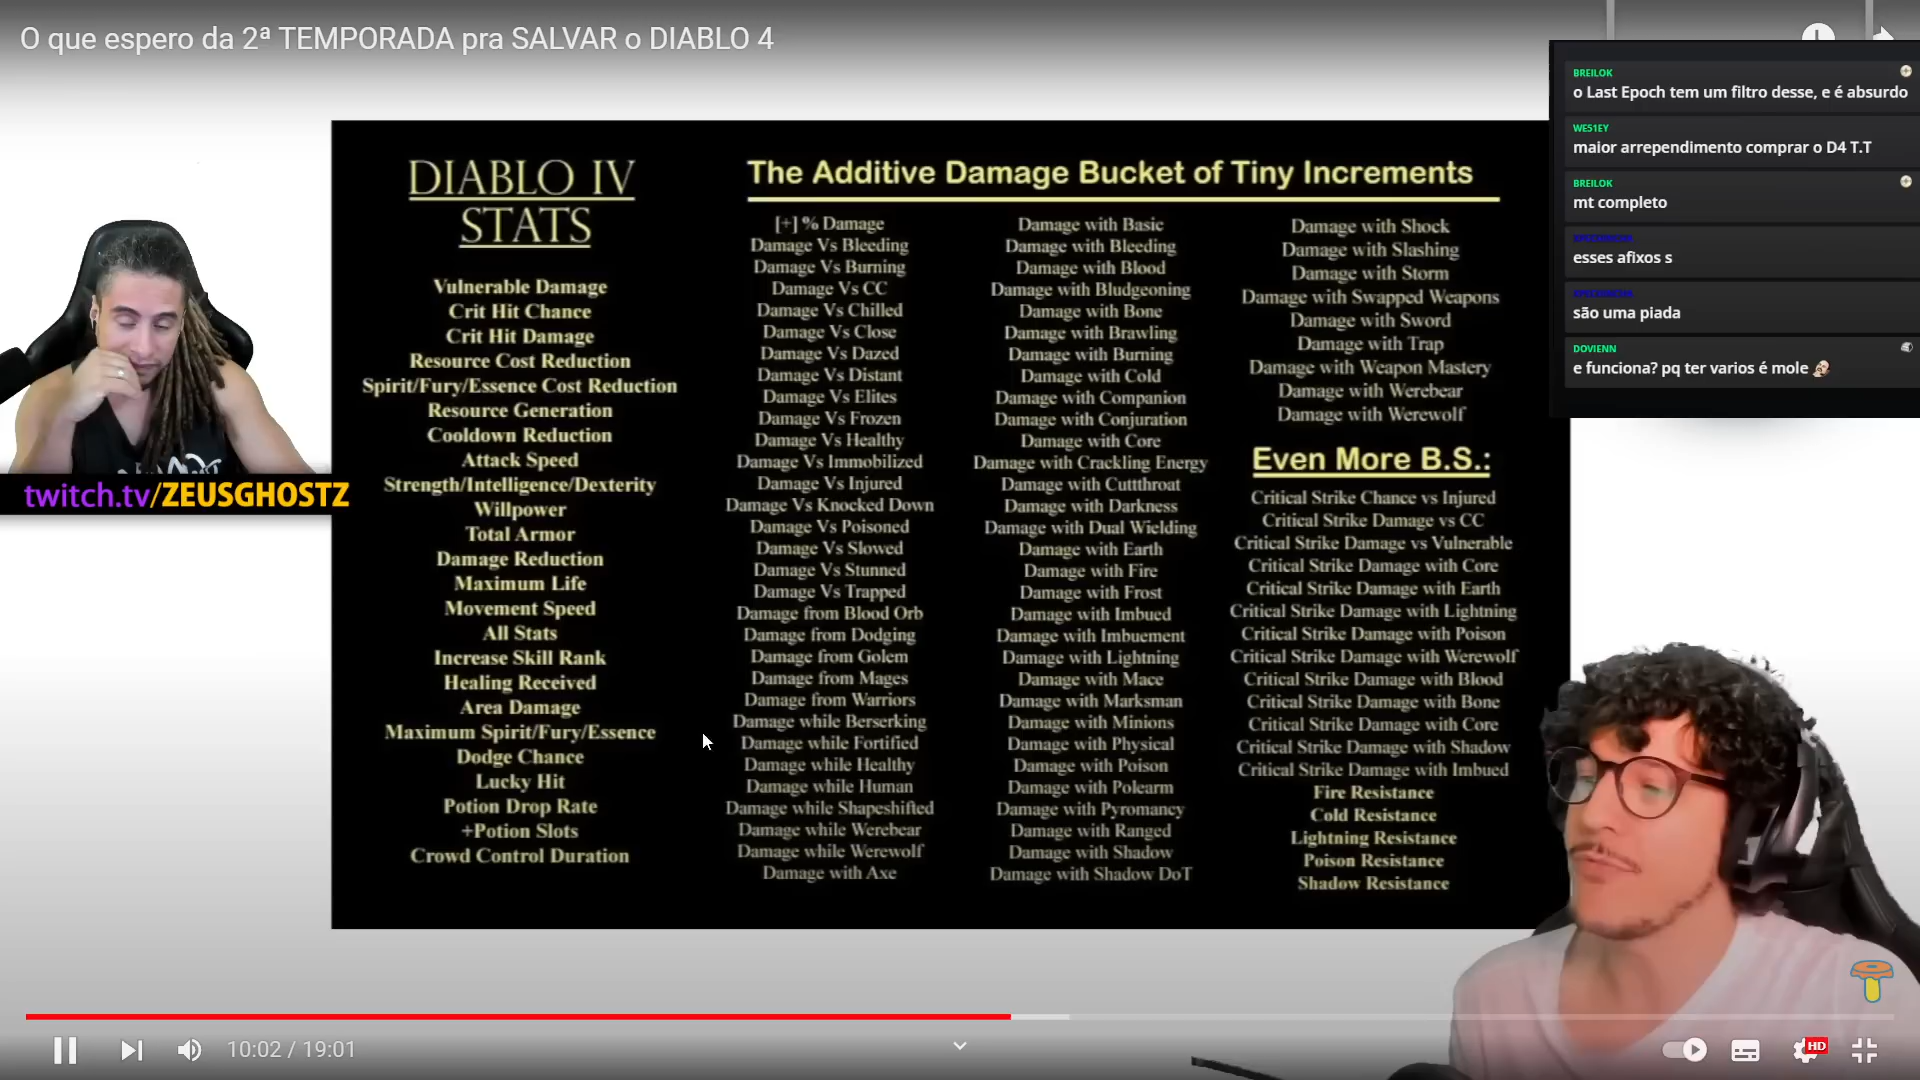 O que espero da 2ª TEMPORADA pra SALVAR o DIABLO 4
DIABLO IV
STATS
Vulnerable Damage
Crit Hit Chance
Crit Hit Damage
Resource Cost Reduction
Spirit/Fury/Essence Cost Reduction
Resource Generation
Cooldown Reduction
Attack Speed
Strength/Intelligence/Dexterity
Willpower
Total Armor
Damage Reduction
Maximum Life
Movement Speed
All Stats
Increase Skill Rank
Healing Received
Area Damage
Maximum Spirit/Fury/Essence
Dodge Chance
Lucky Hit
Potion Drop Rate
+Potion Slots
Crowd Control Duration
The Additive Damage Bucket of Tiny Increments
[+] % Damage
Damage Vs Bleeding
Damage Vs Burning
Damage Vs CC
Damage Vs Chilled
Damage Vs Close
Damage Vs Dazed
Damage Vs Distant
Damage Vs Elites
Damage Vs Frozen
Damage Vs Healthy
Damage Vs Immobilized
Damage Vs Injured
Damage Vs Knocked Down
Damage Vs Poisoned
Damage Vs Slowed
Damage Vs Stunned
Damage Vs Trapped
Damage from Blood Orb
Damage from Dodging
Damage from Golem
Damage from Mages
Damage from Warriors
Damage while Berserking
Damage while Fortified
Damage while Healthy
Damage while Human
Damage while Shapeshifted
Damage while Werebear
Damage while Werewolf
Damage with Axe
Damage with Basic
Damage with Bleeding
Damage with Blood
Damage with Bludgeoning
Damage with Bone
Damage with Brawling
Damage with Burning
Damage with Cold
Damage with Companion
Damage with Conjuration
Damage with Core
Damage with Crackling Energy
Damage with Cuttthroat
Damage with Darkness
Damage with Dual Wielding
Damage with Earth
Damage with Fire
Damage with Frost
Damage with Imbued
Damage with Imbuement
Damage with Lightning
Damage with Mace
Damage with Marksman
Damage with Minions
Damage with Physical
Damage with Poison
Damage with Polearm
Damage with Pyromancy
Damage with Ranged
Damage with Shadow
Damage with Shadow DoT
Damage with Shock
Damage with Slashing
Damage with Storm
Damage with Swapped Weapons
Damage with Sword
Damage with Trap
Damage with Weapon Mastery
Damage with Werebear
Damage with Werewolf
Even More B.S.:
Critical Strike Chance vs Injured
Critical Strike Damage vs CC
Critical Strike Damage vs Vulnerable
Critical Strike Damage with Core
Critical Strike Damage with Earth
Critical Strike Damage with Lightning
Critical Strike Damage with Poison
Critical Strike Damage with Werewolf
Critical Strike Damage with Blood
Critical Strike Damage with Bone
Critical Strike Damage with Core
Critical Strike Damage with Shadow
Critical Strike Damage with Imbued
Fire Resistance
Cold Resistance
Lightning Resistance
Poison Resistance
Shadow Resistance
BREILOK
o Last Epoch tem um filtro desse, e é absurdo
WES1EY
maior arrependimento comprar o D4 T.T
BREILOK
mt completo
esses afixos s
são uma piada
DOVIENN
e funciona? pq ter varios é mole
twitch.tv/ZEUSGHOSTZ
10:02 / 19:01
HD